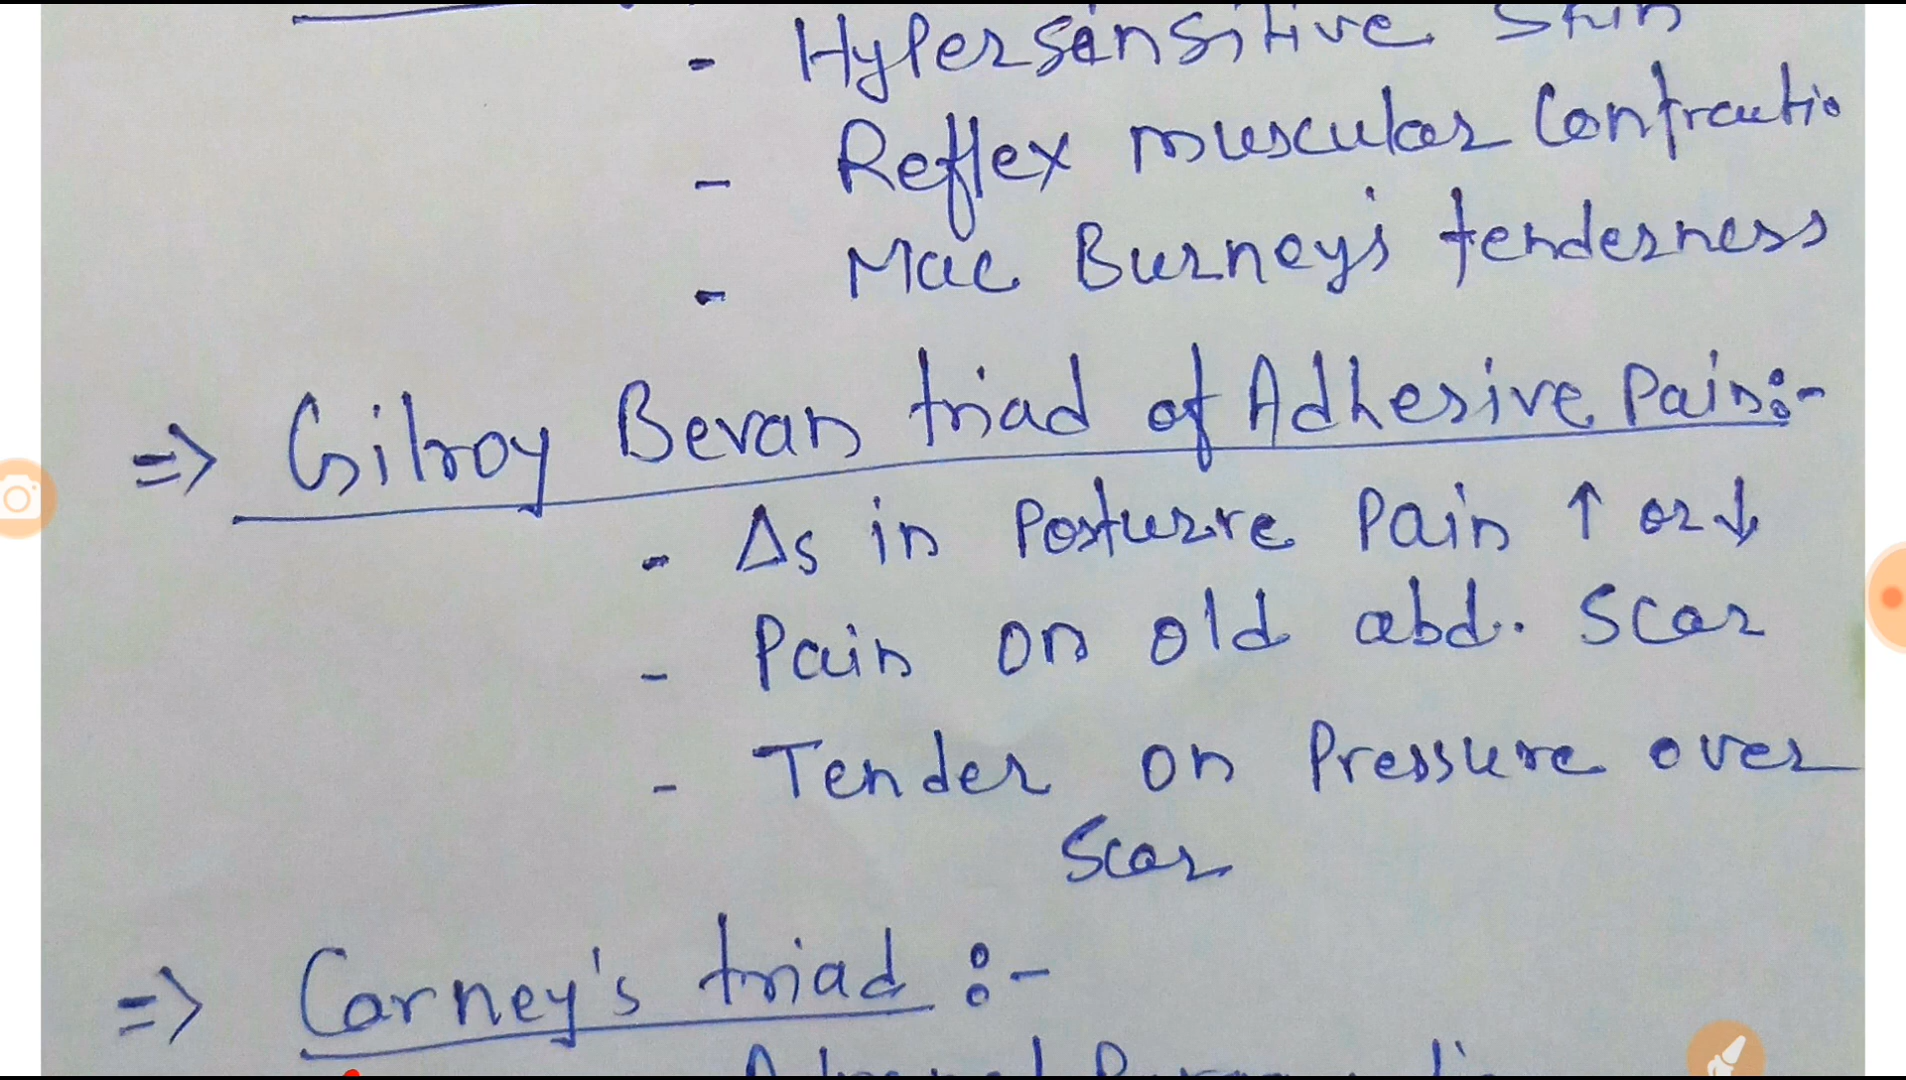 - Hypersensitive Skin
- Reflex muscular Contractio
- Mac Burney's tenderness
=> Gilroy Bevan triad of Adhesive Pain:-
- Δs in Posture Pain ↑ or ↓
- Pain on old abd. Scar
- Tender on Pressure over
Scar
=> Carney's triad :-